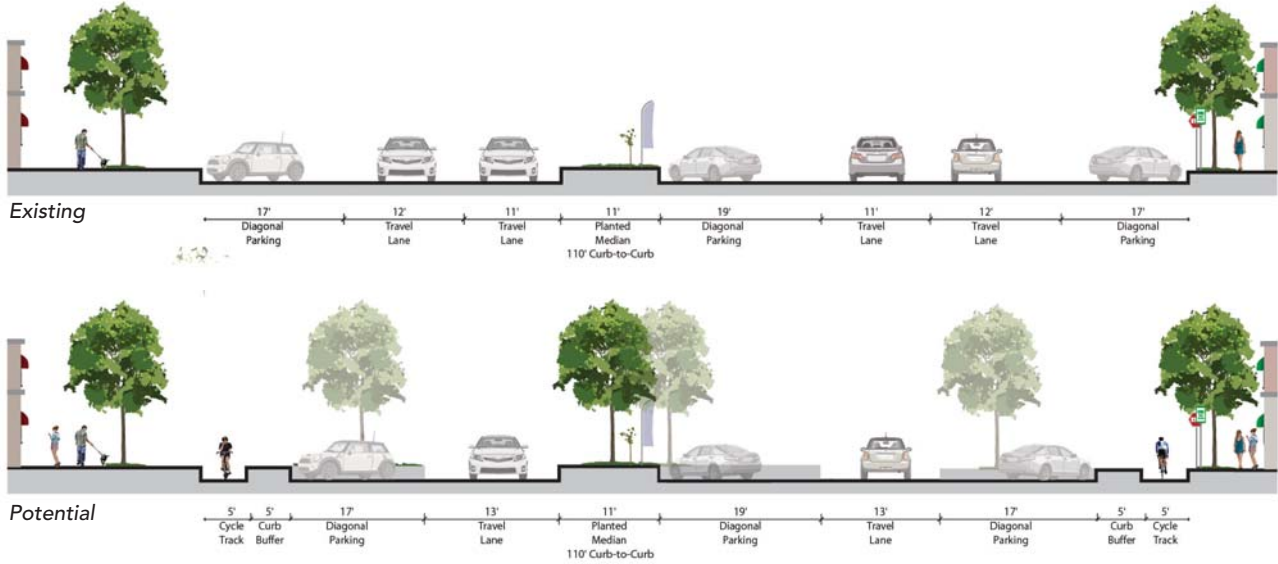 Existing
17' 12' 11' 11' 19' 11' 12' 17'
Diagonal Travel Travel Planted Diagonal Travel Travel Diagonal
Parking Lane Lane Median Parking Lane Lane Parking
110' Curb-to-Curb
Potential
5' 5' 17' 13' 11' 19' 13' 17' 5' 5'
Cycle Curb Diagonal Travel Planted Diagonal Travel Diagonal Curb Cycle
Track Buffer Parking Lane Median Parking Lane Parking Buffer Track
110' Curb-to-Curb